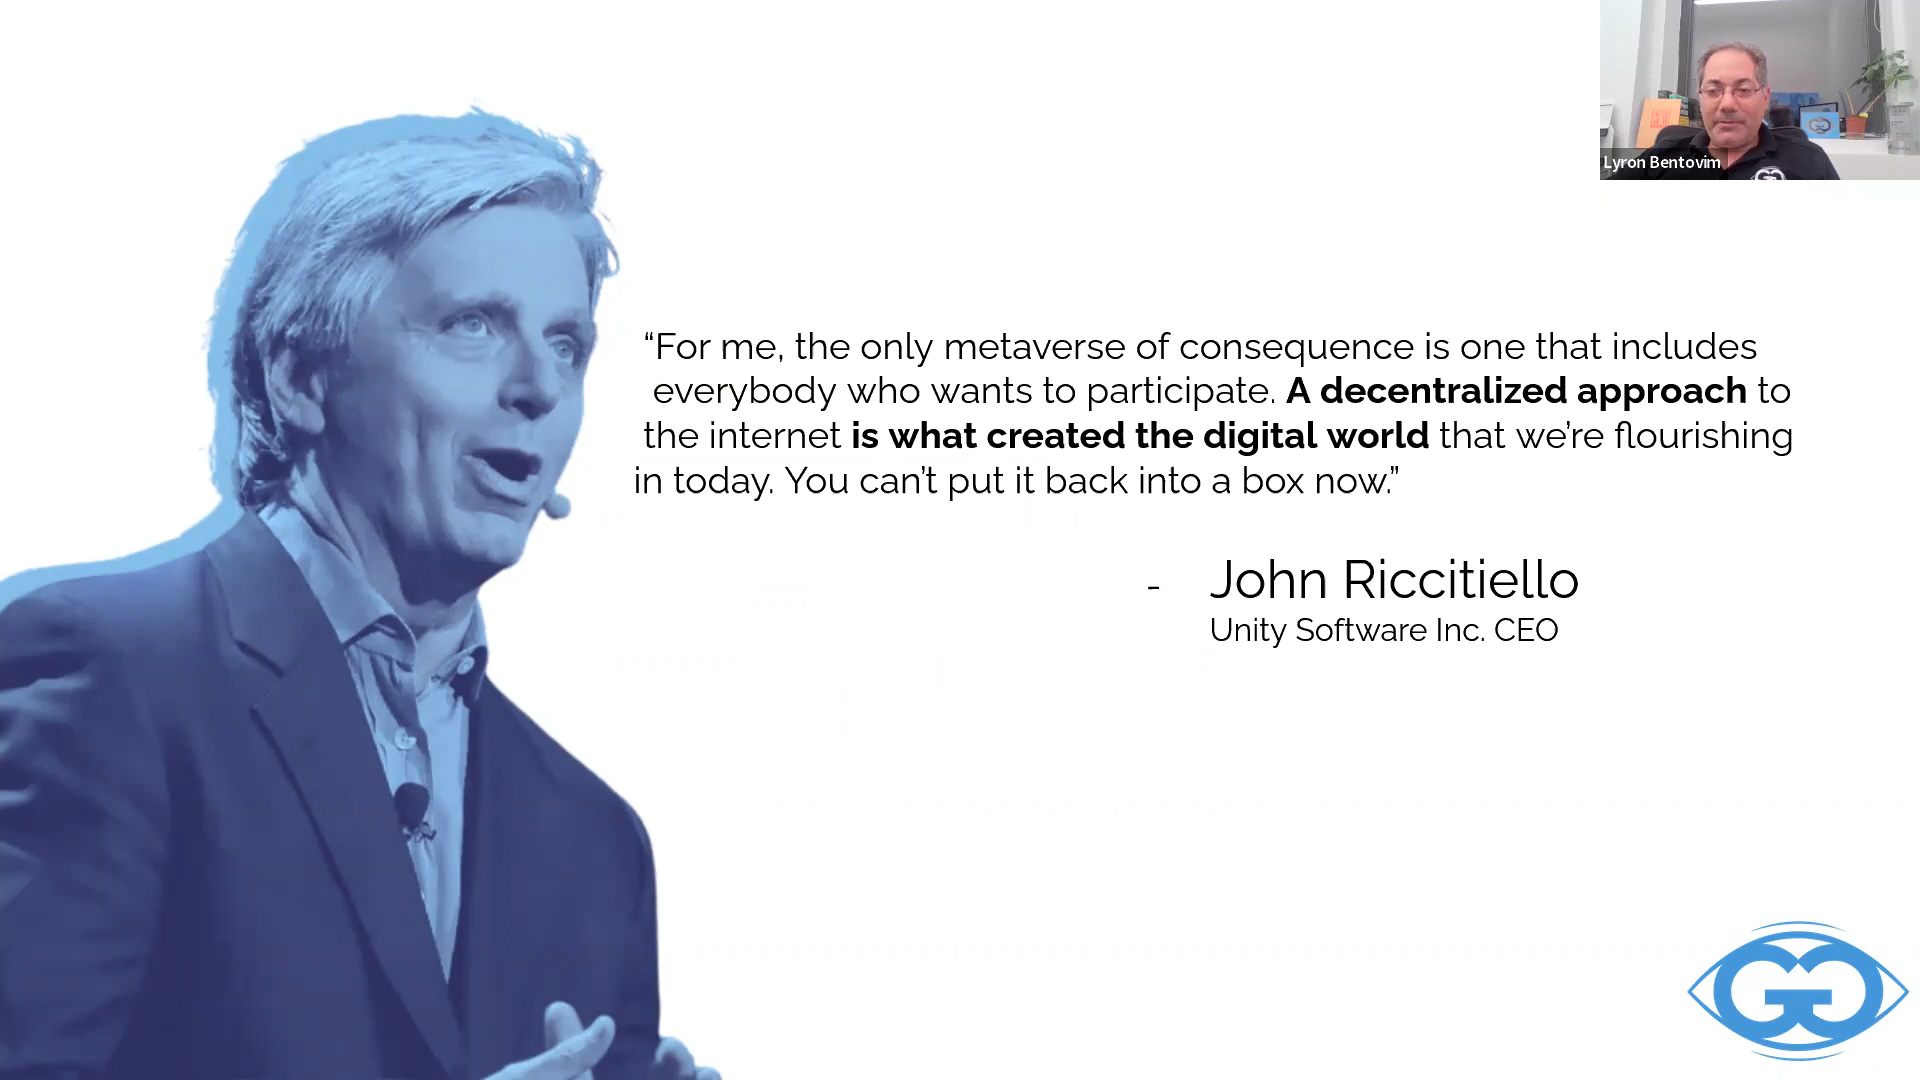 Lyron Bentovim
“For me, the only metaverse of consequence is one that includes
everybody who wants to participate. A decentralized approach to
the internet is what created the digital world that we’re flourishing
in today. You can’t put it back into a box now.”
- John Riccitiello
Unity Software Inc. CEO